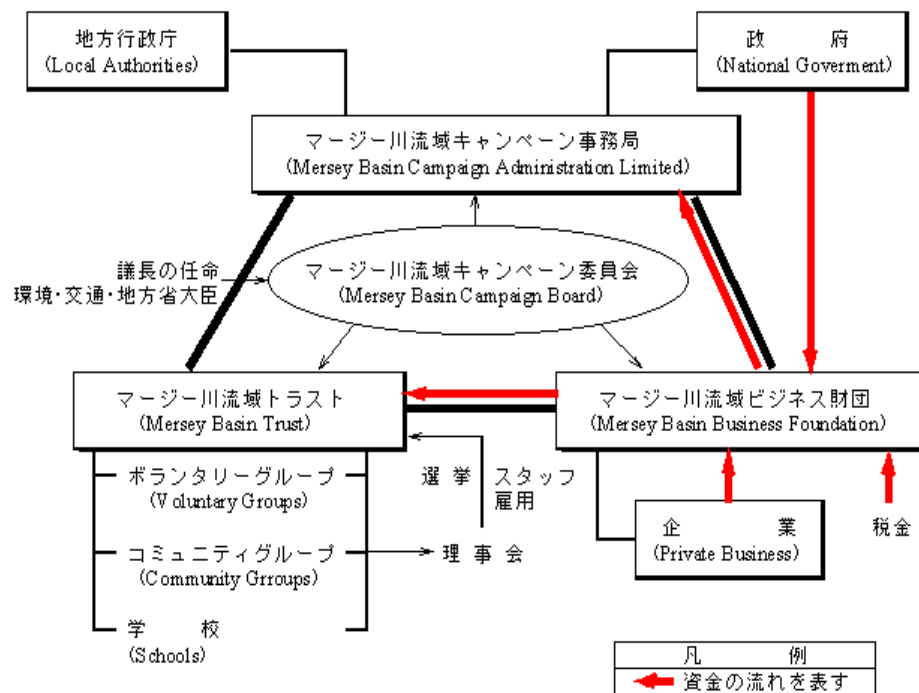 地方行政庁
(Local Authorities)
政 府
(National Goverment)
マージー川流域キャンペーン事務局
(Mersey Basin Campaign Administration Limited)
議長の任命
環境・交通・地方省大臣
マージー川流域キャンペーン委員会
(Mersey Basin Campaign Board)
マージー川流域トラスト
(Mersey Basin Trust)
マージー川流域ビジネス財団
(Mersey Basin Business Foundation)
ボランタリーグループ
(Voluntary Groups)
選挙
スタッフ
雇用
コミュニティグループ
(Community Grroups)
理事会
企 業
(Private Business)
税金
学 校
(Schools)
凡 例
資金の流れを表す